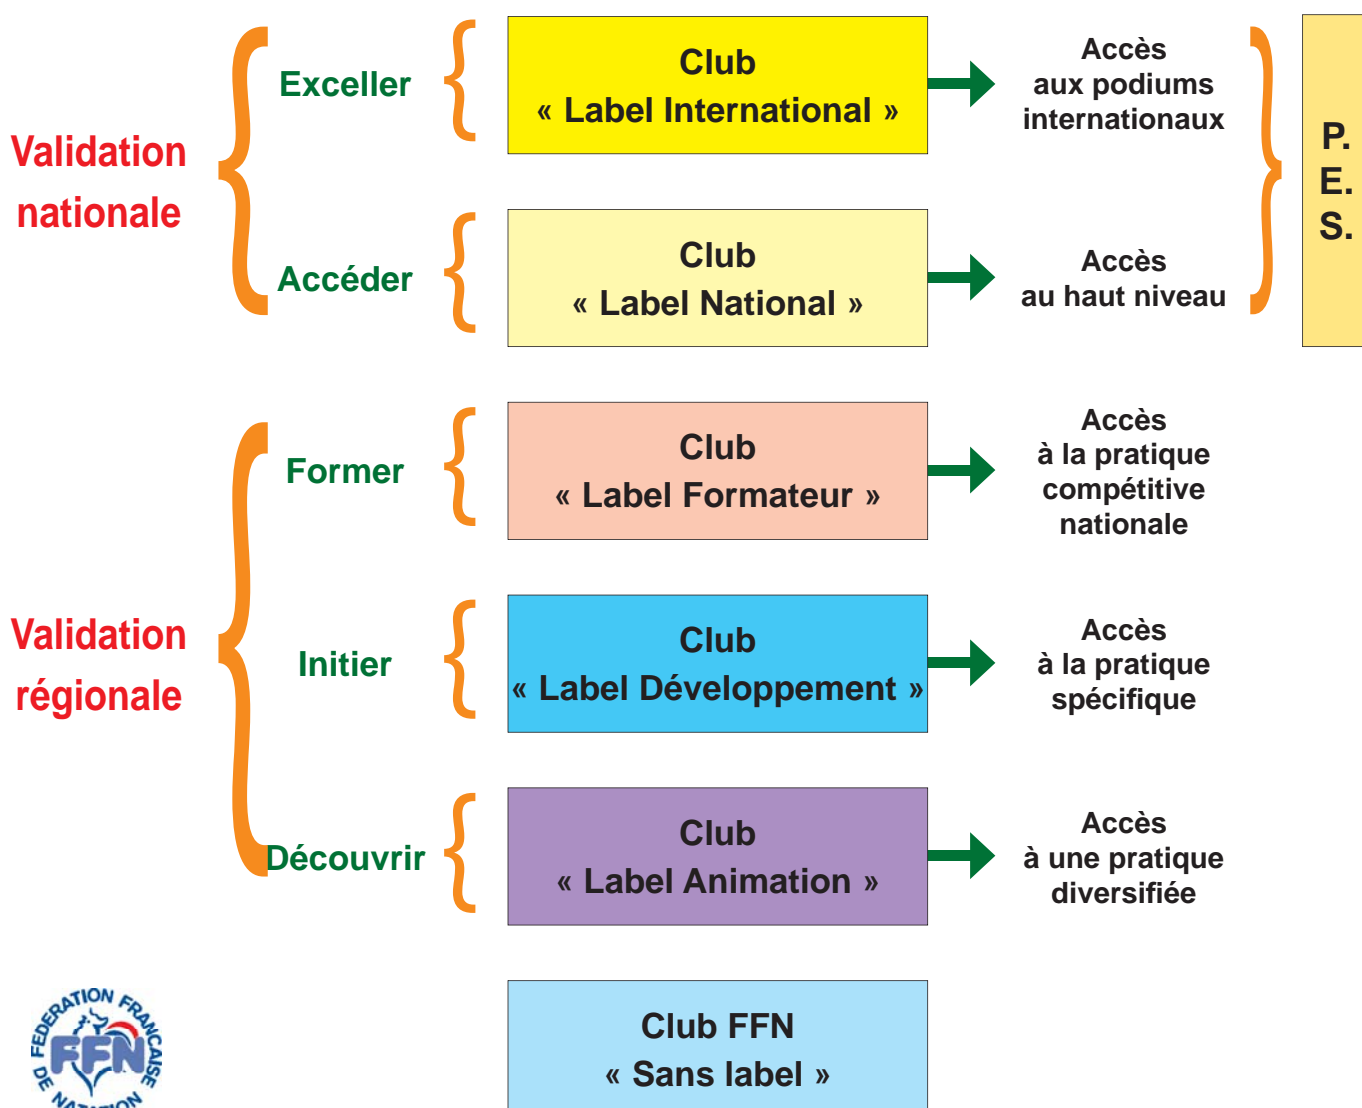 Validation
nationale
Exceller
Club
« Label International »
Accès
aux podiums
internationaux
P.
E.
S.
Accéder
Club
« Label National »
Accès
au haut niveau
Validation
régionale
Former
Club
« Label Formateur »
Accès
à la pratique
compétitive
nationale
Initier
Club
« Label Développement »
Accès
à la pratique
spécifique
Découvrir
Club
« Label Animation »
Accès
à une pratique
diversifiée
FEDERATION FRANÇAISE
DE NATATION
FFN
Club FFN
« Sans label »